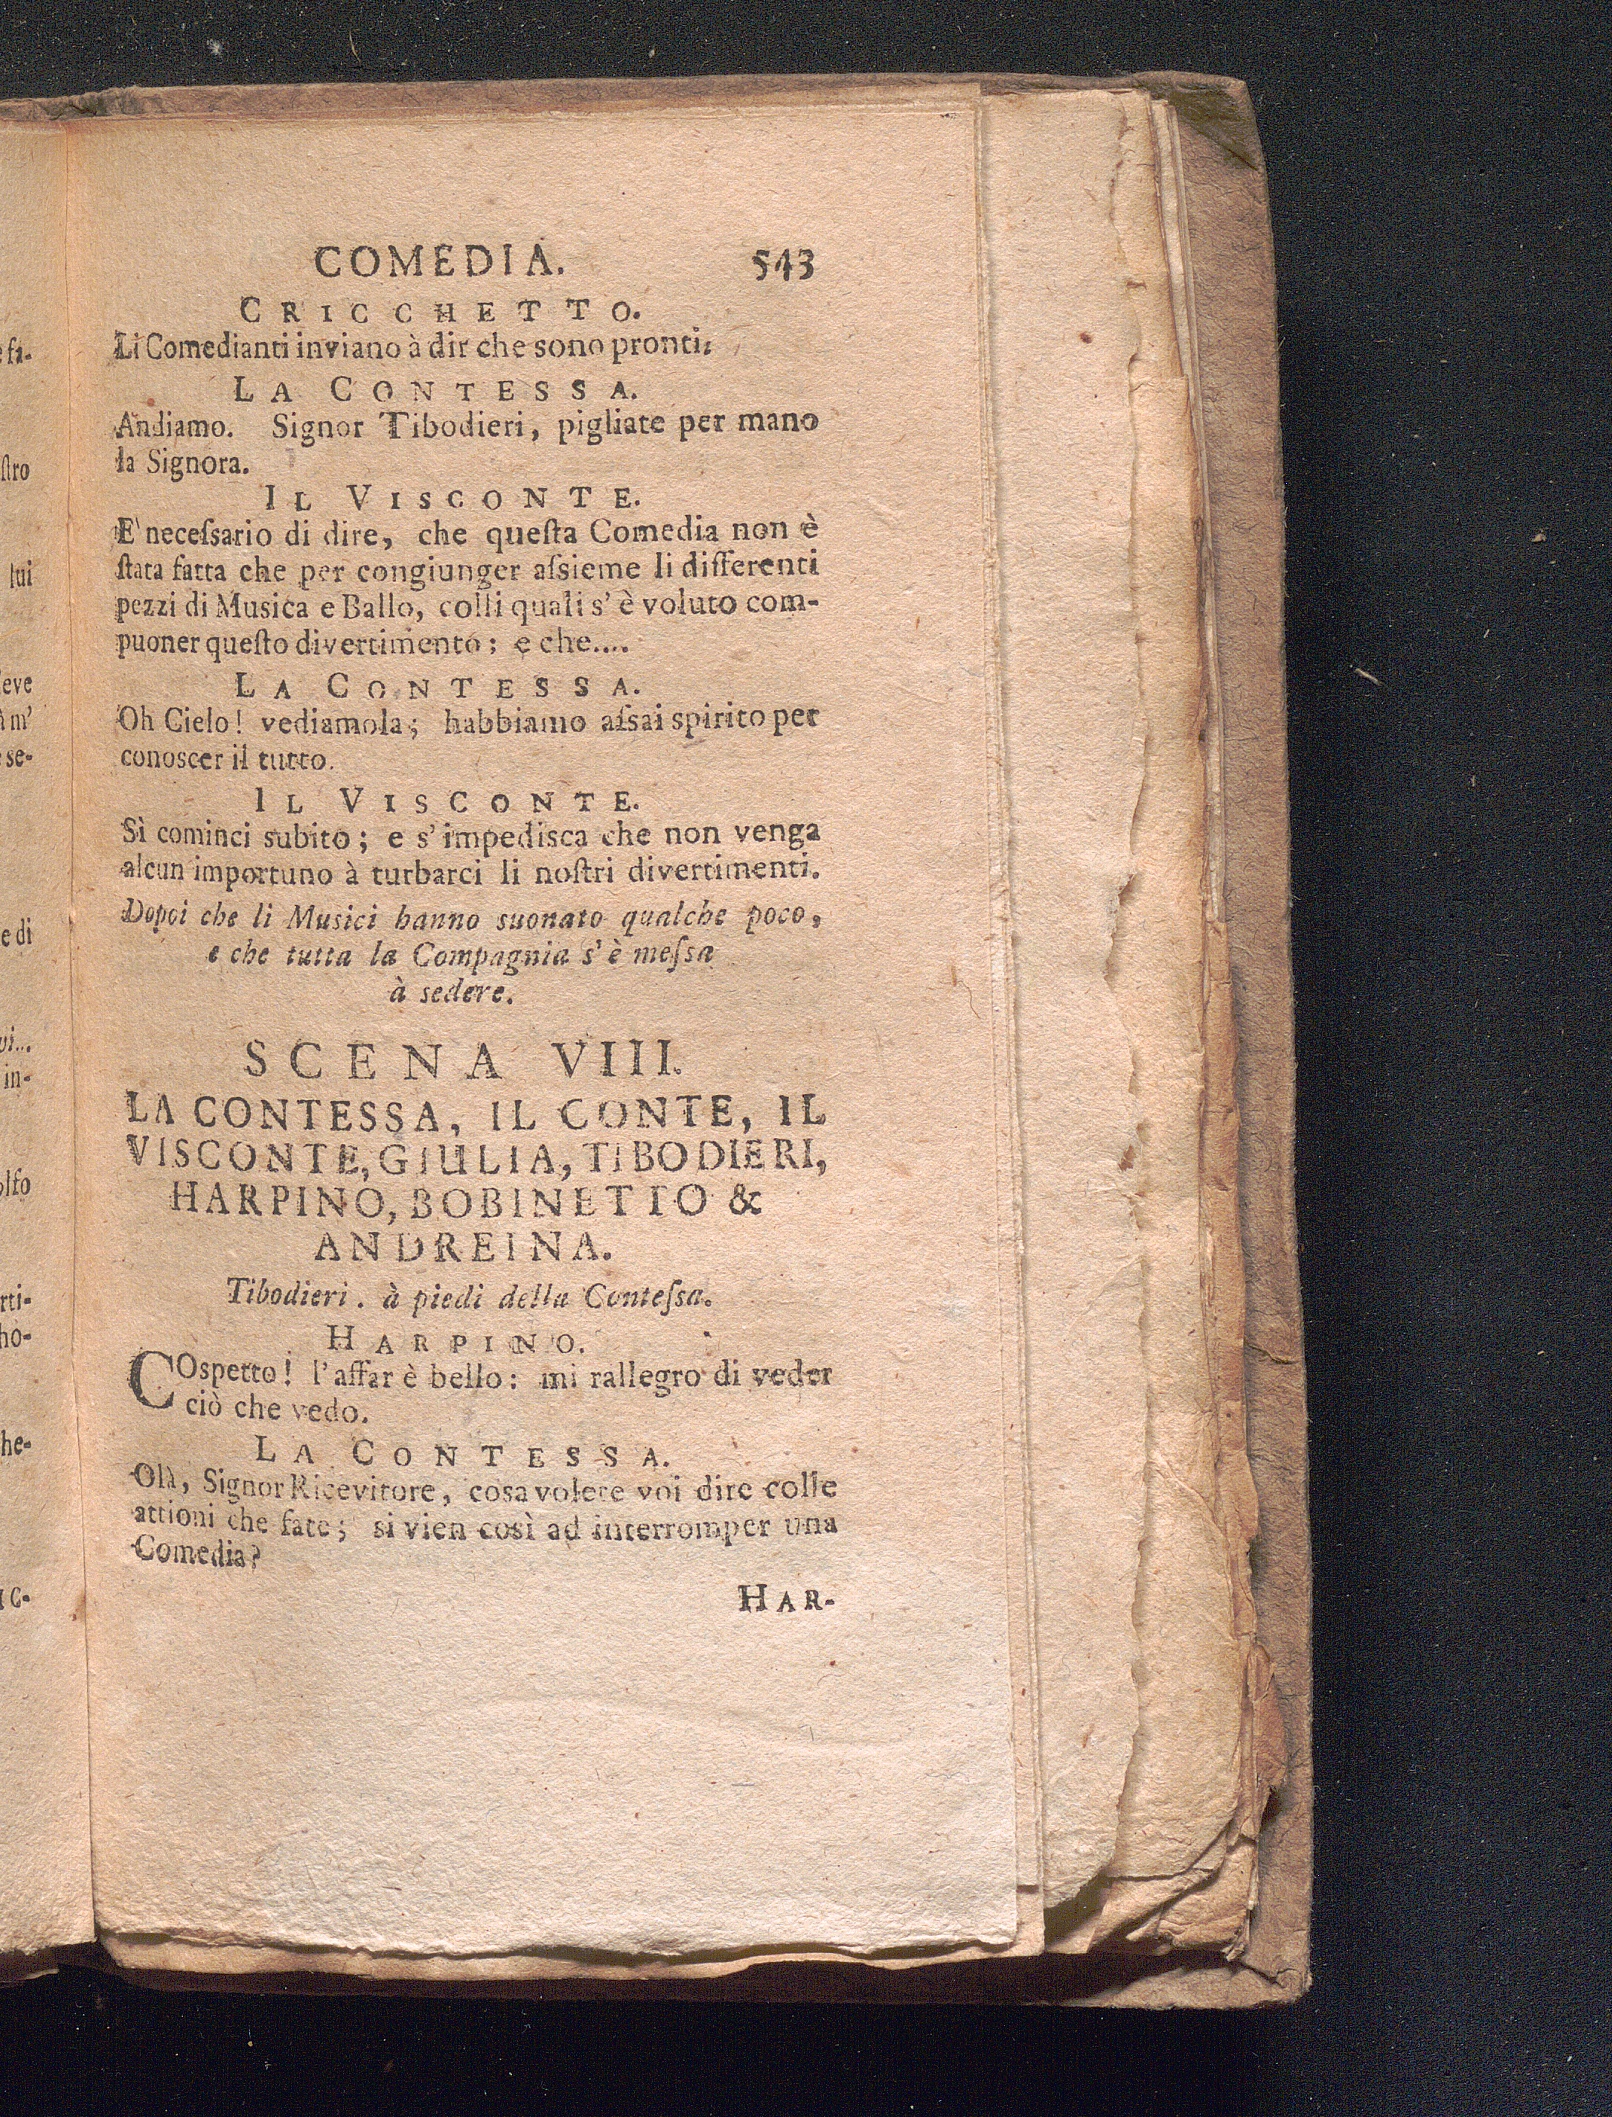 COMEDIA. 543
CRICCHETTO.
Li Comedianti inviano à dir che sono pronti.
LA CONTESSA.
Andiamo. Signor Tibodieri, pigliate per mano
la Signora.
IL VISCONTE.
E' neceſsario di dire, che queſta Comedia non è
ſtata fatta che per congiunger aſsieme li differenti
pezzi di Musica e Ballo, colli quali s' è voluto com-
puoner queſto divertimento; e che....
LA CONTESSA.
Oh Cielo! vediamola; habbiamo aſsai spirito per
conoscer il tutto.
IL VISCONTE.
Sì cominci subito; e s' impedisca che non venga
alcun importuno à turbarci li noſtri divertimenti.
Dopoi che li Musici hanno suonato qualche poco,
e che tutta la Compagnia s' è meſsa
à sedere.
SCENA VIII.
LA CONTESSA, IL CONTE, IL
VISCONTE, GIULIA, TIBODIERI,
HARPINO, BOBINETTO &
ANDREINA.
Tibodieri. à piedi della Conteſsa.
HARPINO.
COspetto! l'affar è bello: mi rallegro di veder
ciò che vedo.
LA CONTESSA.
Olà, Signor Ricevitore, cosa volete voi dire colle
attioni che fate; si vien così ad interromper una
Comedia?
HAR-